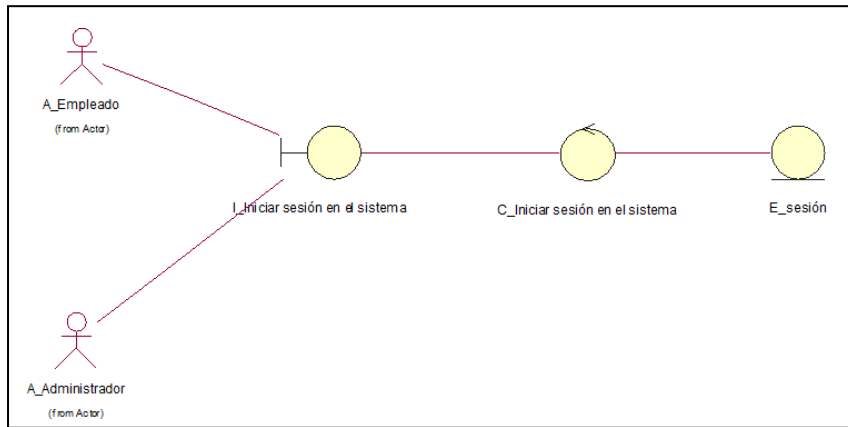 A_Empleado
(from Actor)
I_Iniciar sesión en el sistema
C_Iniciar sesión en el sistema
E_sesión
A_Administrador
(from Actor)